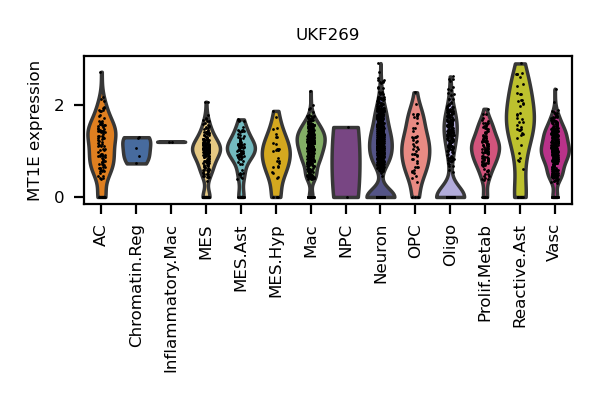 UKF269
MT1E expression
2
0
AC
Chromatin.Reg
Inflammatory.Mac
MES
MES.Ast
MES.Hyp
Mac
NPC
Neuron
OPC
Oligo
Prolif.Metab
Reactive.Ast
Vasc